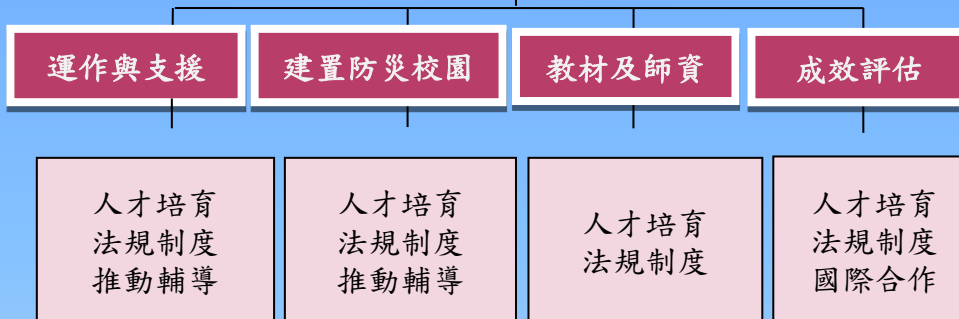 運作與支援
建置防災校園
教材及師資
成效評估
人才培育
法規制度
推動輔導
人才培育
法規制度
推動輔導
人才培育
法規制度
人才培育
法規制度
國際合作